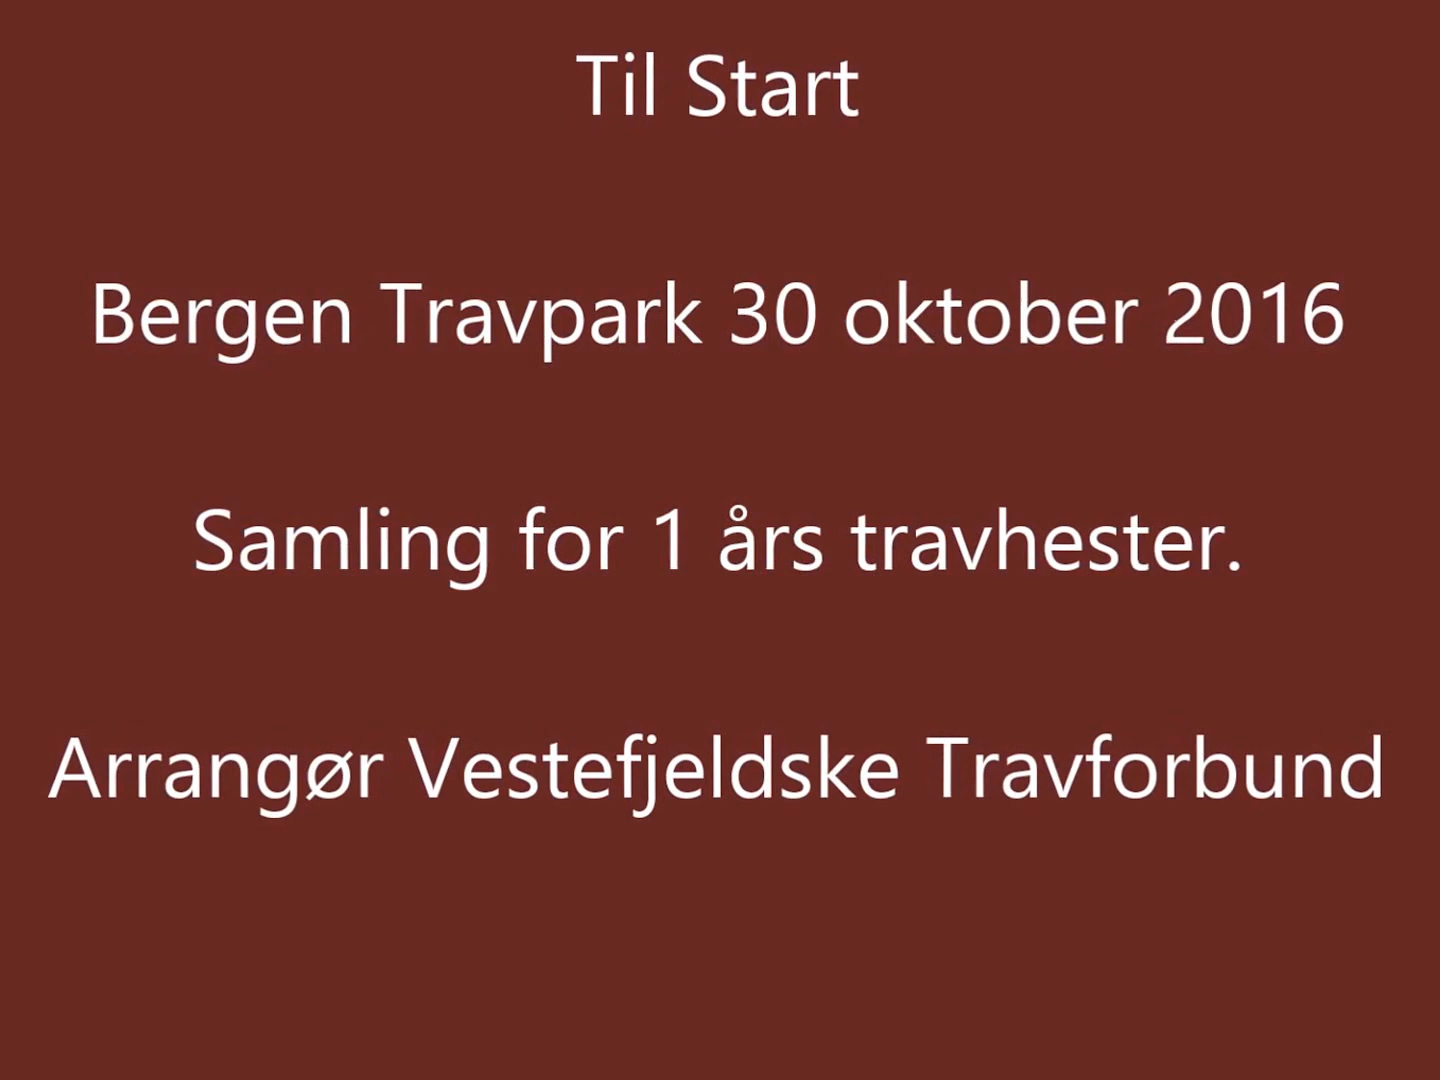 Til Start
Bergen Travpark 30 oktober 2016
Samling for 1 års travhester.
Arrangør Vestefjeldske Travforbund